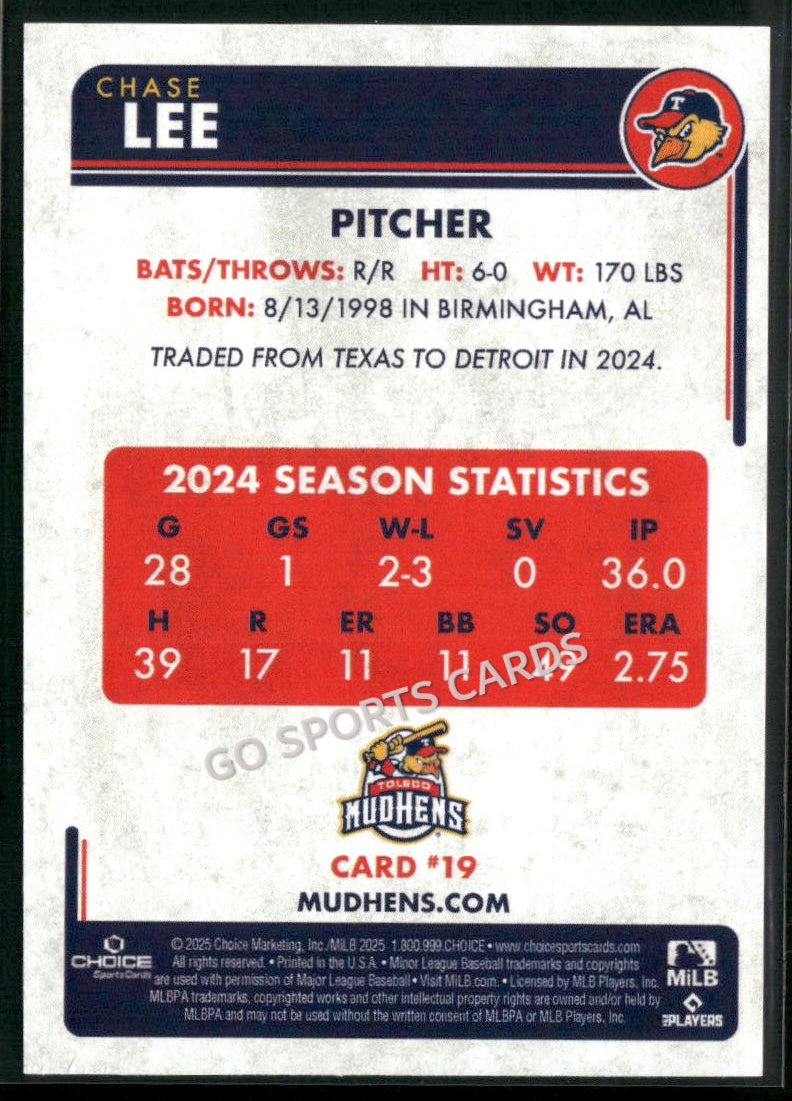 CHASE
LEE
T
PITCHER
BATS/THROWS: R/R HT: 6-0 WT: 170 LBS
BORN: 8/13/1998 IN BIRMINGHAM, AL
TRADED FROM TEXAS TO DETROIT IN 2024.
2024 SEASON STATISTICS
G GS W-L SV IP
28 1 2-3 0 36.0
H R ER BB SO ERA
39 17 11 11 49 2.75
GO SPORTS CARDS
T
TOLEDO
MUDHENS
CARD #19
MUDHENS.COM
CHOICE
SportsCards
© 2025 Choice Marketing, Inc./MiLB 2025 1.800.999.CHOICE • www.choicesportscards.com
All rights reserved. • Printed in the U.S.A. • Minor League Baseball trademarks and copyrights
are used with permission of Major League Baseball • Visit MiLB.com. • Licensed by MLB Players, Inc.
MLBPA trademarks, copyrighted works and other intellectual property rights are owned and/or held by
MLBPA and may not be used without the written consent of MLBPA or MLB Players, Inc.
MiLB
PLAYERS